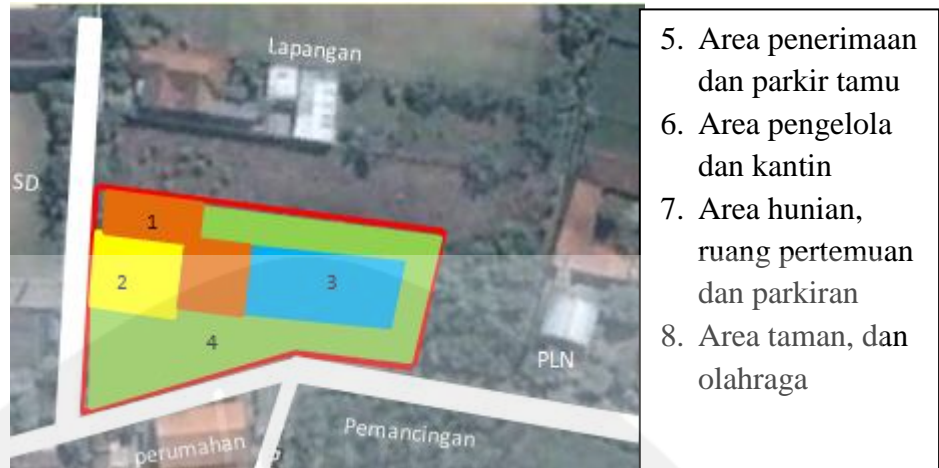 Lapangan
SD
1
2
3
4
PLN
Pemancingan
perumahan
5. Area penerimaan
dan parkir tamu
6. Area pengelola
dan kantin
7. Area hunian,
ruang pertemuan
dan parkiran
8. Area taman, dan
olahraga